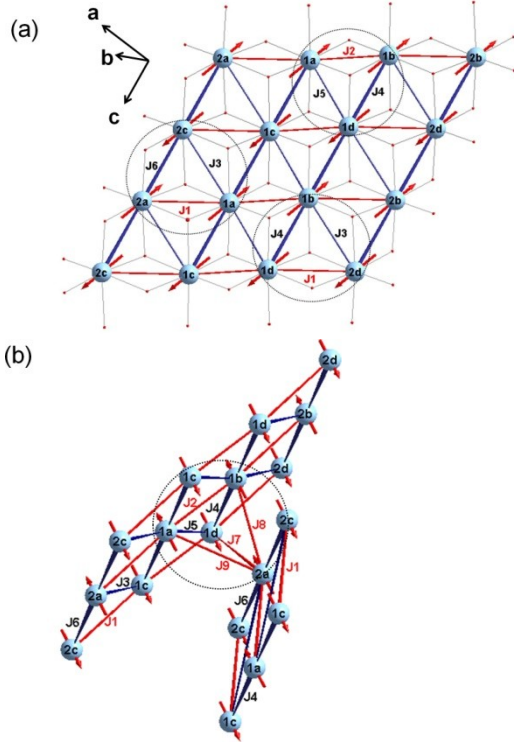 (a)
a
b
c
2a 1a J2 1b 2b
J5 J4
2c 1c 1d 2d
J6 J3
2a J1 1a 1b 2b
J4 J3
2c 1c 1d J1 2d
(b)
2d
1d 2b
1c 1b 2d
J2 J4
2c 1a J5 1d J8 2c
J7
J9
J3 1c 2a J1
2a J6 1c
J6 J1 2c
2c 1a
J4
1c